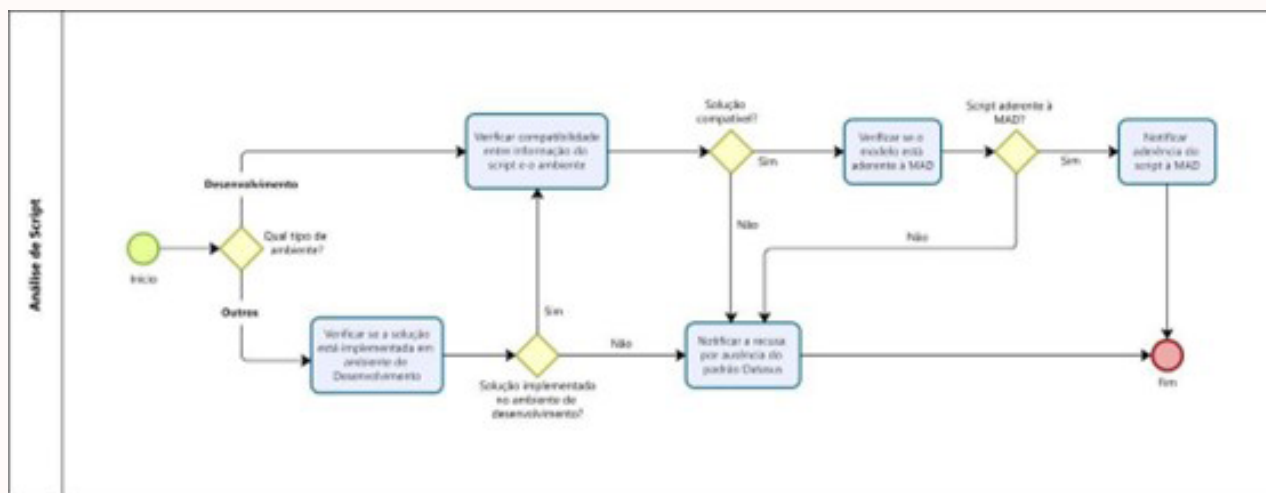 Análise de Script
Início
Qual tipo de
ambiente?
Desenvolvimento
Outros
Verificar compatibilidade
entre informação do
script e o ambiente
Verificar se a solução
está implementada em
ambiente de
Desenvolvimento
Sim
Não
Solução implementada
no ambiente de
desenvolvimento?
Solução
compatível?
Sim
Não
Verificar se o
modelo está
aderente à MAD
Script aderente à
MAD?
Sim
Não
Notificar
aderência do
script à MAD
Notificar a recusa
por ausência do
padrão Datasus
Fim